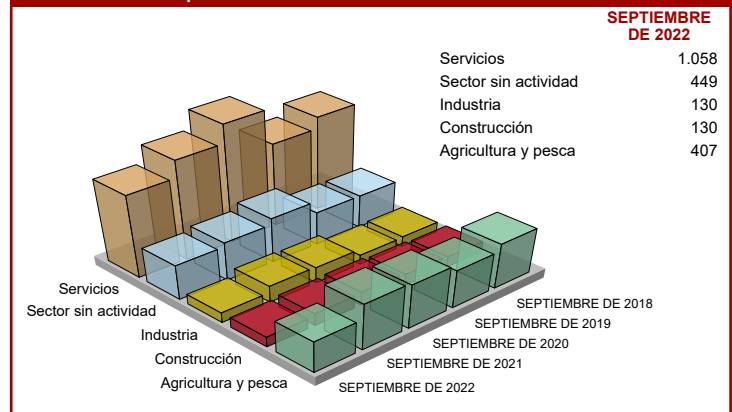 SEPTIEMBRE
DE 2022
Servicios 1.058
Sector sin actividad 449
Industria 130
Construcción 130
Agricultura y pesca 407
Servicios
Sector sin actividad
Industria
Construcción
Agricultura y pesca
SEPTIEMBRE DE 2018
SEPTIEMBRE DE 2019
SEPTIEMBRE DE 2020
SEPTIEMBRE DE 2021
SEPTIEMBRE DE 2022